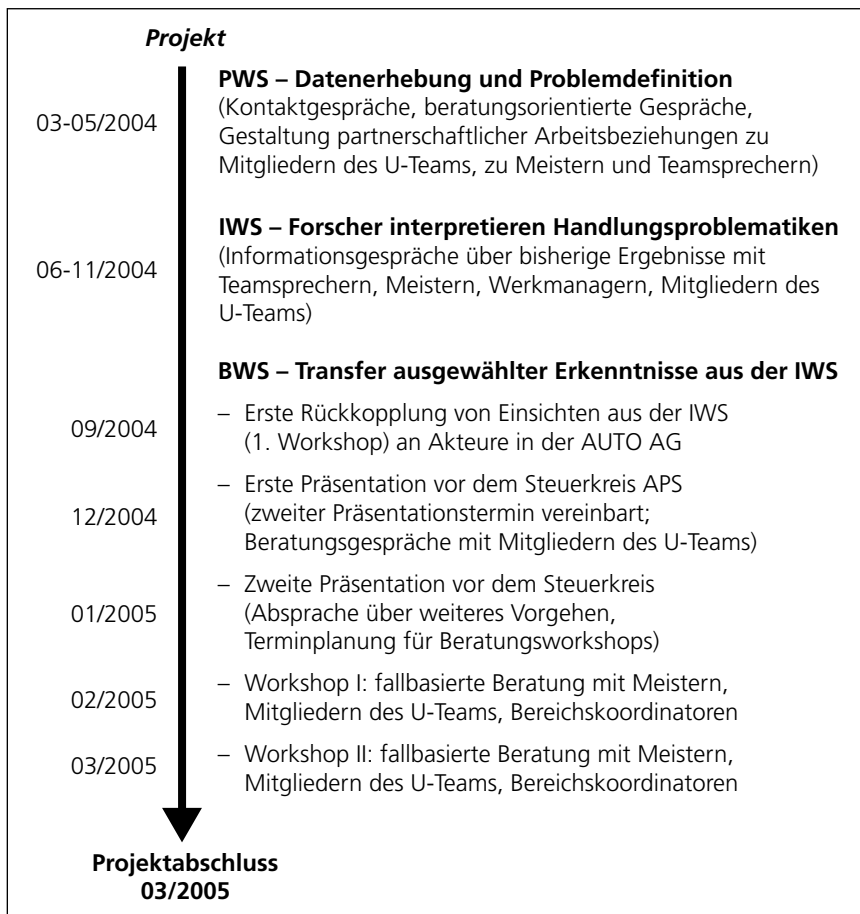 Projekt
PWS – Datenerhebung und Problemdefinition
03-05/2004
(Kontaktgespräche, beratungsorientierte Gespräche,
Gestaltung partnerschaftlicher Arbeitsbeziehungen zu
Mitgliedern des U-Teams, zu Meistern und Teamsprechern)
IWS – Forscher interpretieren Handlungsproblematiken
06-11/2004
(Informationsgespräche über bisherige Ergebnisse mit
Teamsprechern, Meistern, Werkmanagern, Mitgliedern des
U-Teams)
BWS – Transfer ausgewählter Erkenntnisse aus der IWS
09/2004
– Erste Rückkopplung von Einsichten aus der IWS
(1. Workshop) an Akteure in der AUTO AG
12/2004
– Erste Präsentation vor dem Steuerkreis APS
(zweiter Präsentationstermin vereinbart;
Beratungsgespräche mit Mitgliedern des U-Teams)
01/2005
– Zweite Präsentation vor dem Steuerkreis
(Absprache über weiteres Vorgehen,
Terminplanung für Beratungsworkshops)
02/2005
– Workshop I: fallbasierte Beratung mit Meistern,
Mitgliedern des U-Teams, Bereichskoordinatoren
03/2005
– Workshop II: fallbasierte Beratung mit Meistern,
Mitgliedern des U-Teams, Bereichskoordinatoren
Projektabschluss
03/2005